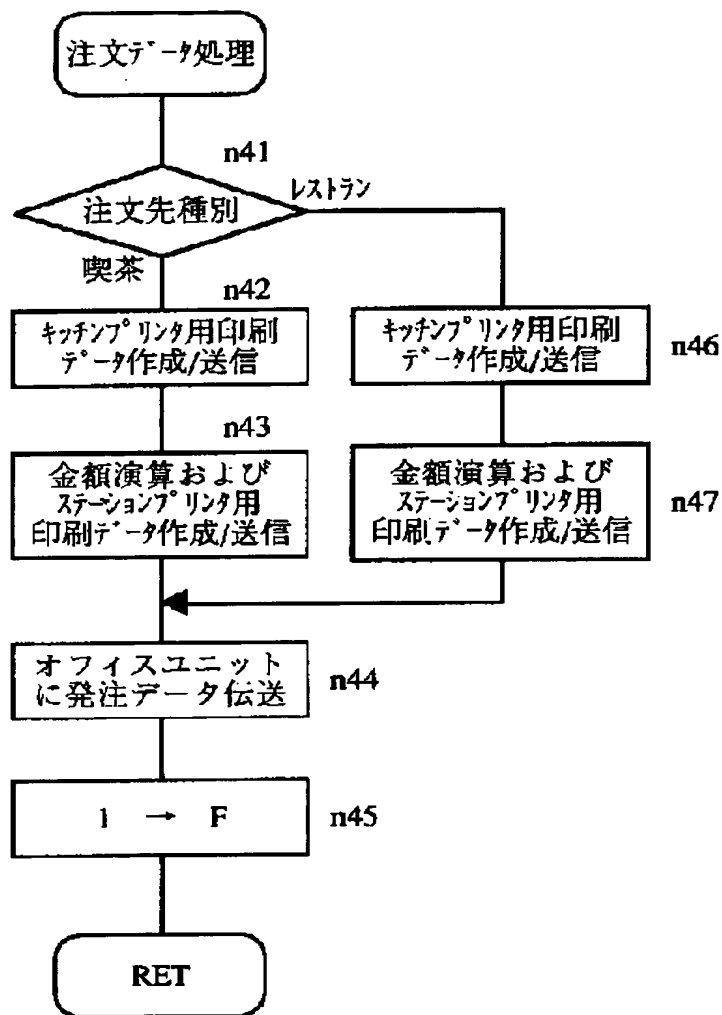 注文ﾃﾞｰﾀ処理
n41
注文先種別
ﾚｽﾄﾗﾝ
喫茶
n42
ｷｯﾁﾝﾌﾟﾘﾝﾀ用印刷
ﾃﾞｰﾀ作成/送信
ｷｯﾁﾝﾌﾟﾘﾝﾀ用印刷
ﾃﾞｰﾀ作成/送信
n46
n43
金額演算および
ｽﾃｰｼｮﾝﾌﾟﾘﾝﾀ用
印刷ﾃﾞｰﾀ作成/送信
金額演算および
ｽﾃｰｼｮﾝﾌﾟﾘﾝﾀ用
印刷ﾃﾞｰﾀ作成/送信
n47
オフィスユニット
に発注データ伝送
n44
1 → F
n45
RET